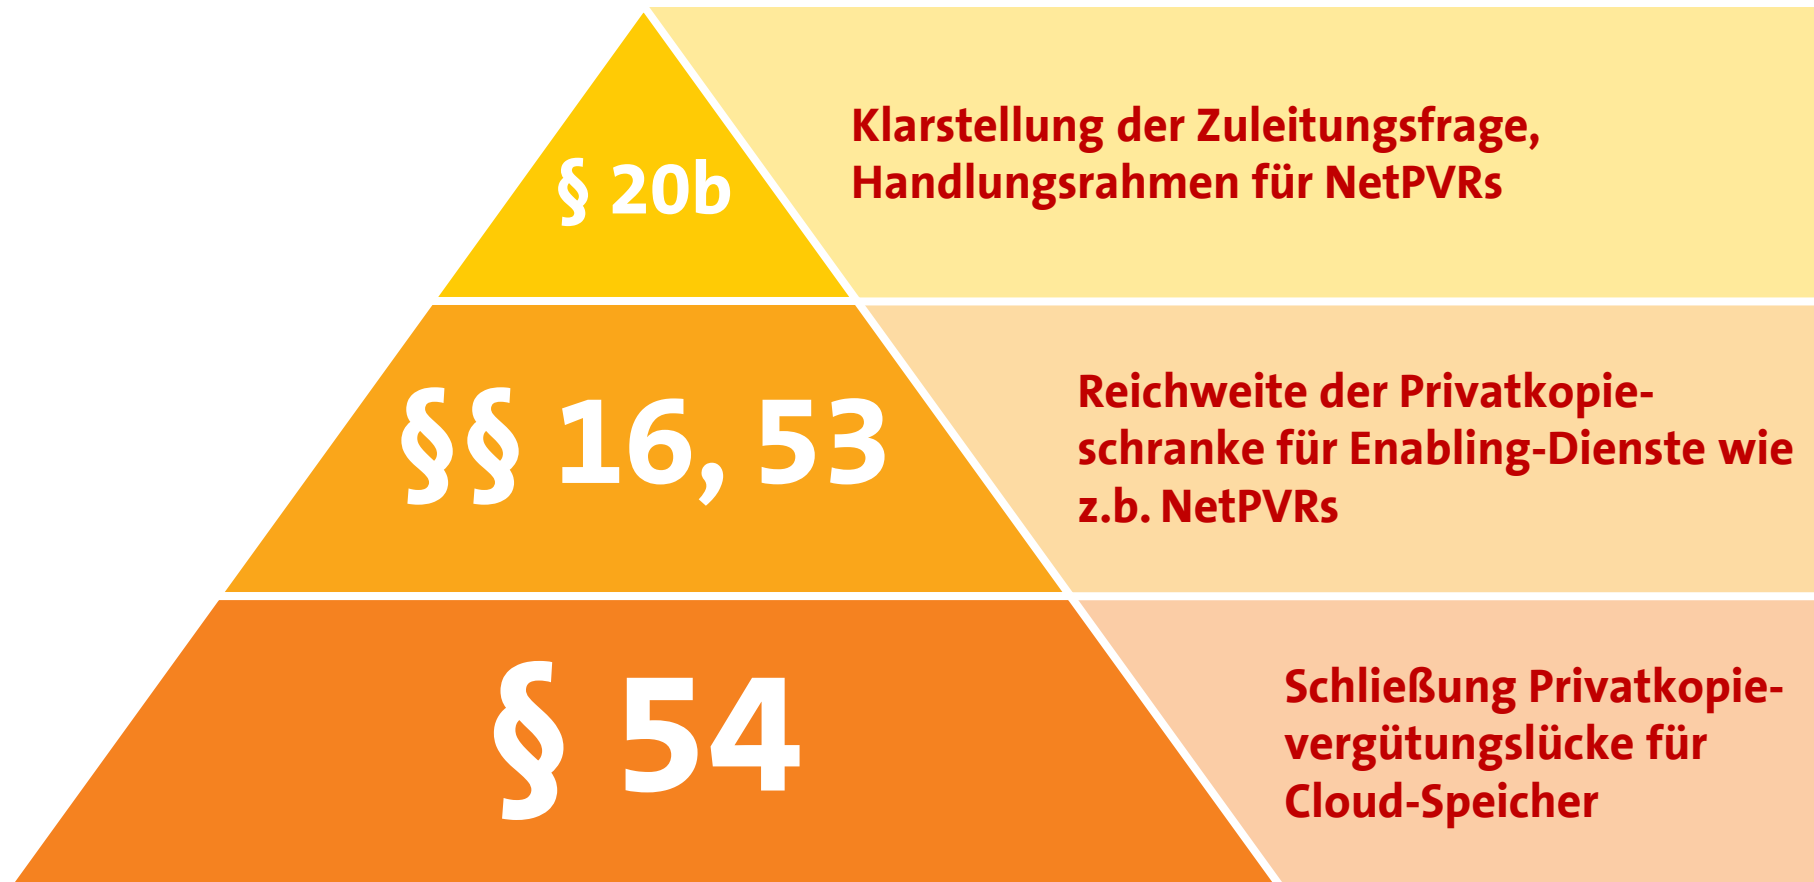 § 20b
Klarstellung der Zuleitungsfrage,
Handlungsrahmen für NetPVRs
§§ 16, 53
Reichweite der Privatkopie-
schranke für Enabling-Dienste wie
z.b. NetPVRs
§ 54
Schließung Privatkopie-
vergütungslücke für
Cloud-Speicher